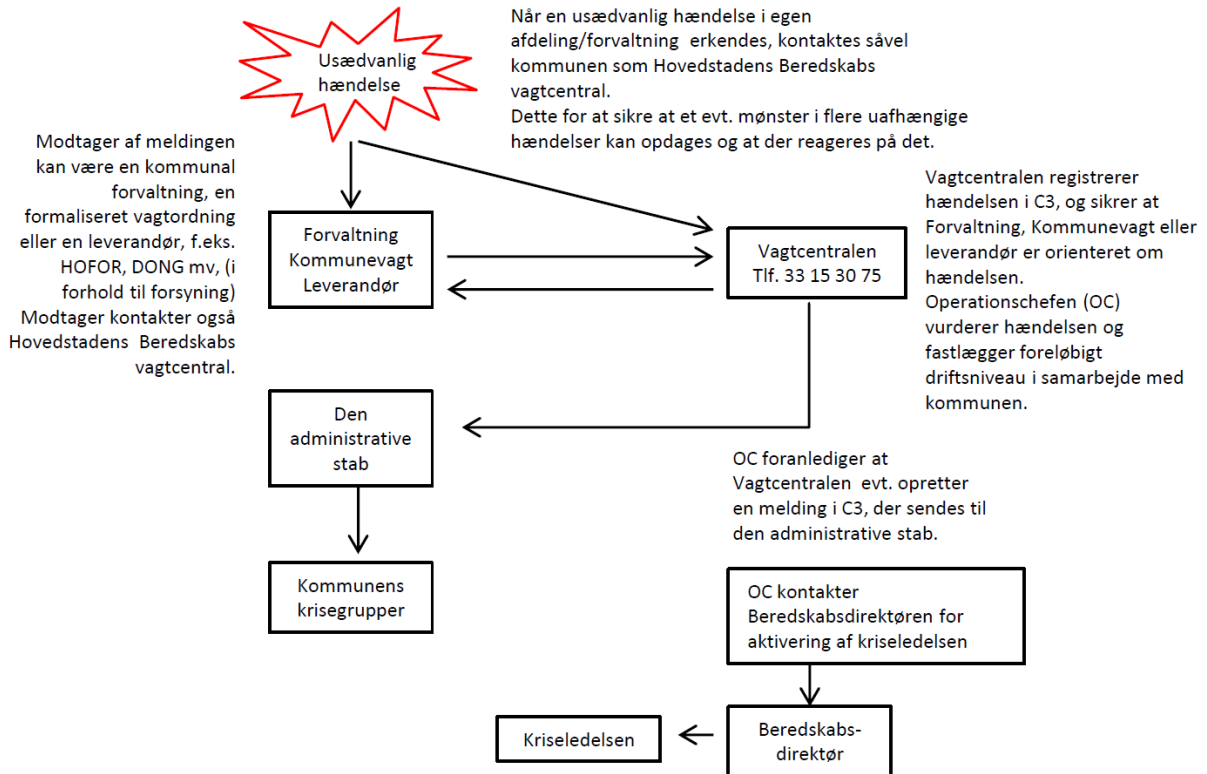 Usædvanlig
hændelse
Når en usædvanlig hændelse i egen
afdeling/forvaltning erkendes, kontaktes såvel
kommunen som Hovedstadens Beredskabs
vagtcentral.
Dette for at sikre at et evt. mønster i flere uafhængige
hændelser kan opdages og at der reageres på det.
Modtager af meldingen
kan være en kommunal
forvaltning, en
formaliseret vagtordning
eller en leverandør, f.eks.
HOFOR, DONG mv, (i
forhold til forsyning)
Modtager kontakter også
Hovedstadens Beredskabs
vagtcentral.
Forvaltning
Kommunevagt
Leverandør
Vagtcentralen
Tlf. 33 15 30 75
Vagtcentralen registrerer
hændelsen i C3, og sikrer at
Forvaltning, Kommunevagt eller
leverandør er orienteret om
hændelsen.
Operationschefen (OC)
vurderer hændelsen og
fastlægger foreløbigt
driftsniveau i samarbejde med
kommunen.
Den
administrative
stab
OC foranlediger at
Vagtcentralen evt. opretter
en melding i C3, der sendes til
den administrative stab.
Kommunens
krisegrupper
OC kontakter
Beredskabsdirektøren for
aktivering af kriseledelsen
Kriseledelsen
Beredskabs-
direktør